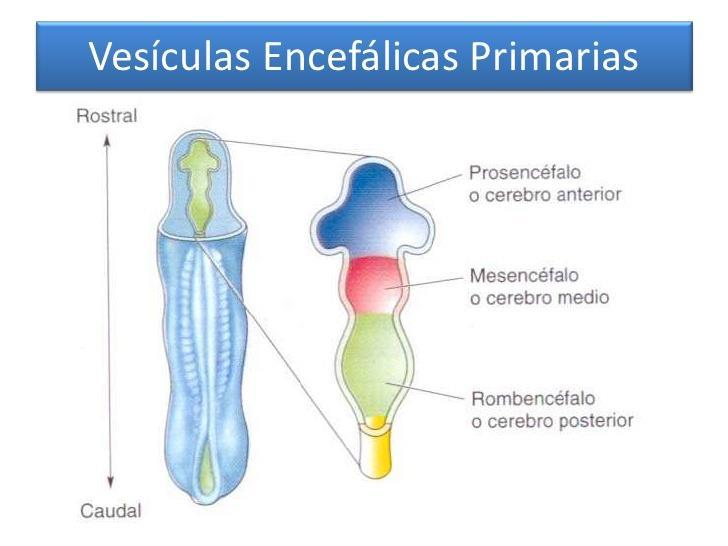 Vesículas Encefálicas Primarias
Rostral
Prosencéfalo
o cerebro anterior
Mesencéfalo
o cerebro medio
Rombencéfalo
o cerebro posterior
Caudal